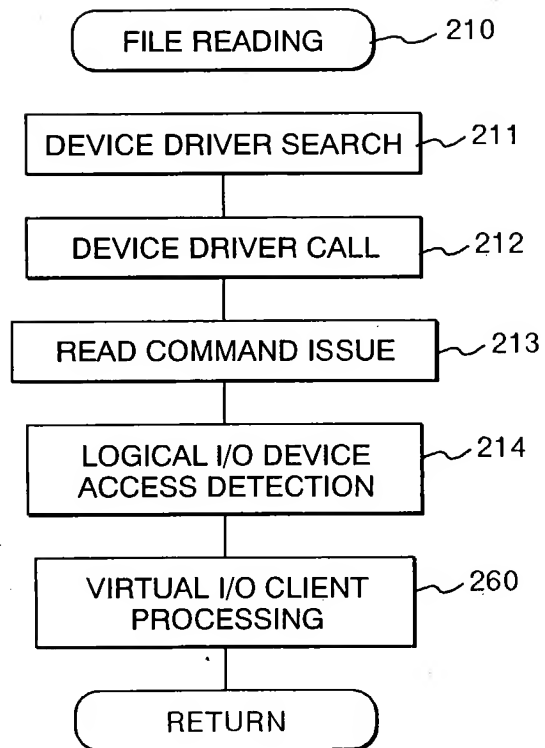 FILE READING 210
DEVICE DRIVER SEARCH 211
DEVICE DRIVER CALL 212
READ COMMAND ISSUE 213
LOGICAL I/O DEVICE 214
ACCESS DETECTION
VIRTUAL I/O CLIENT 260
PROCESSING
RETURN